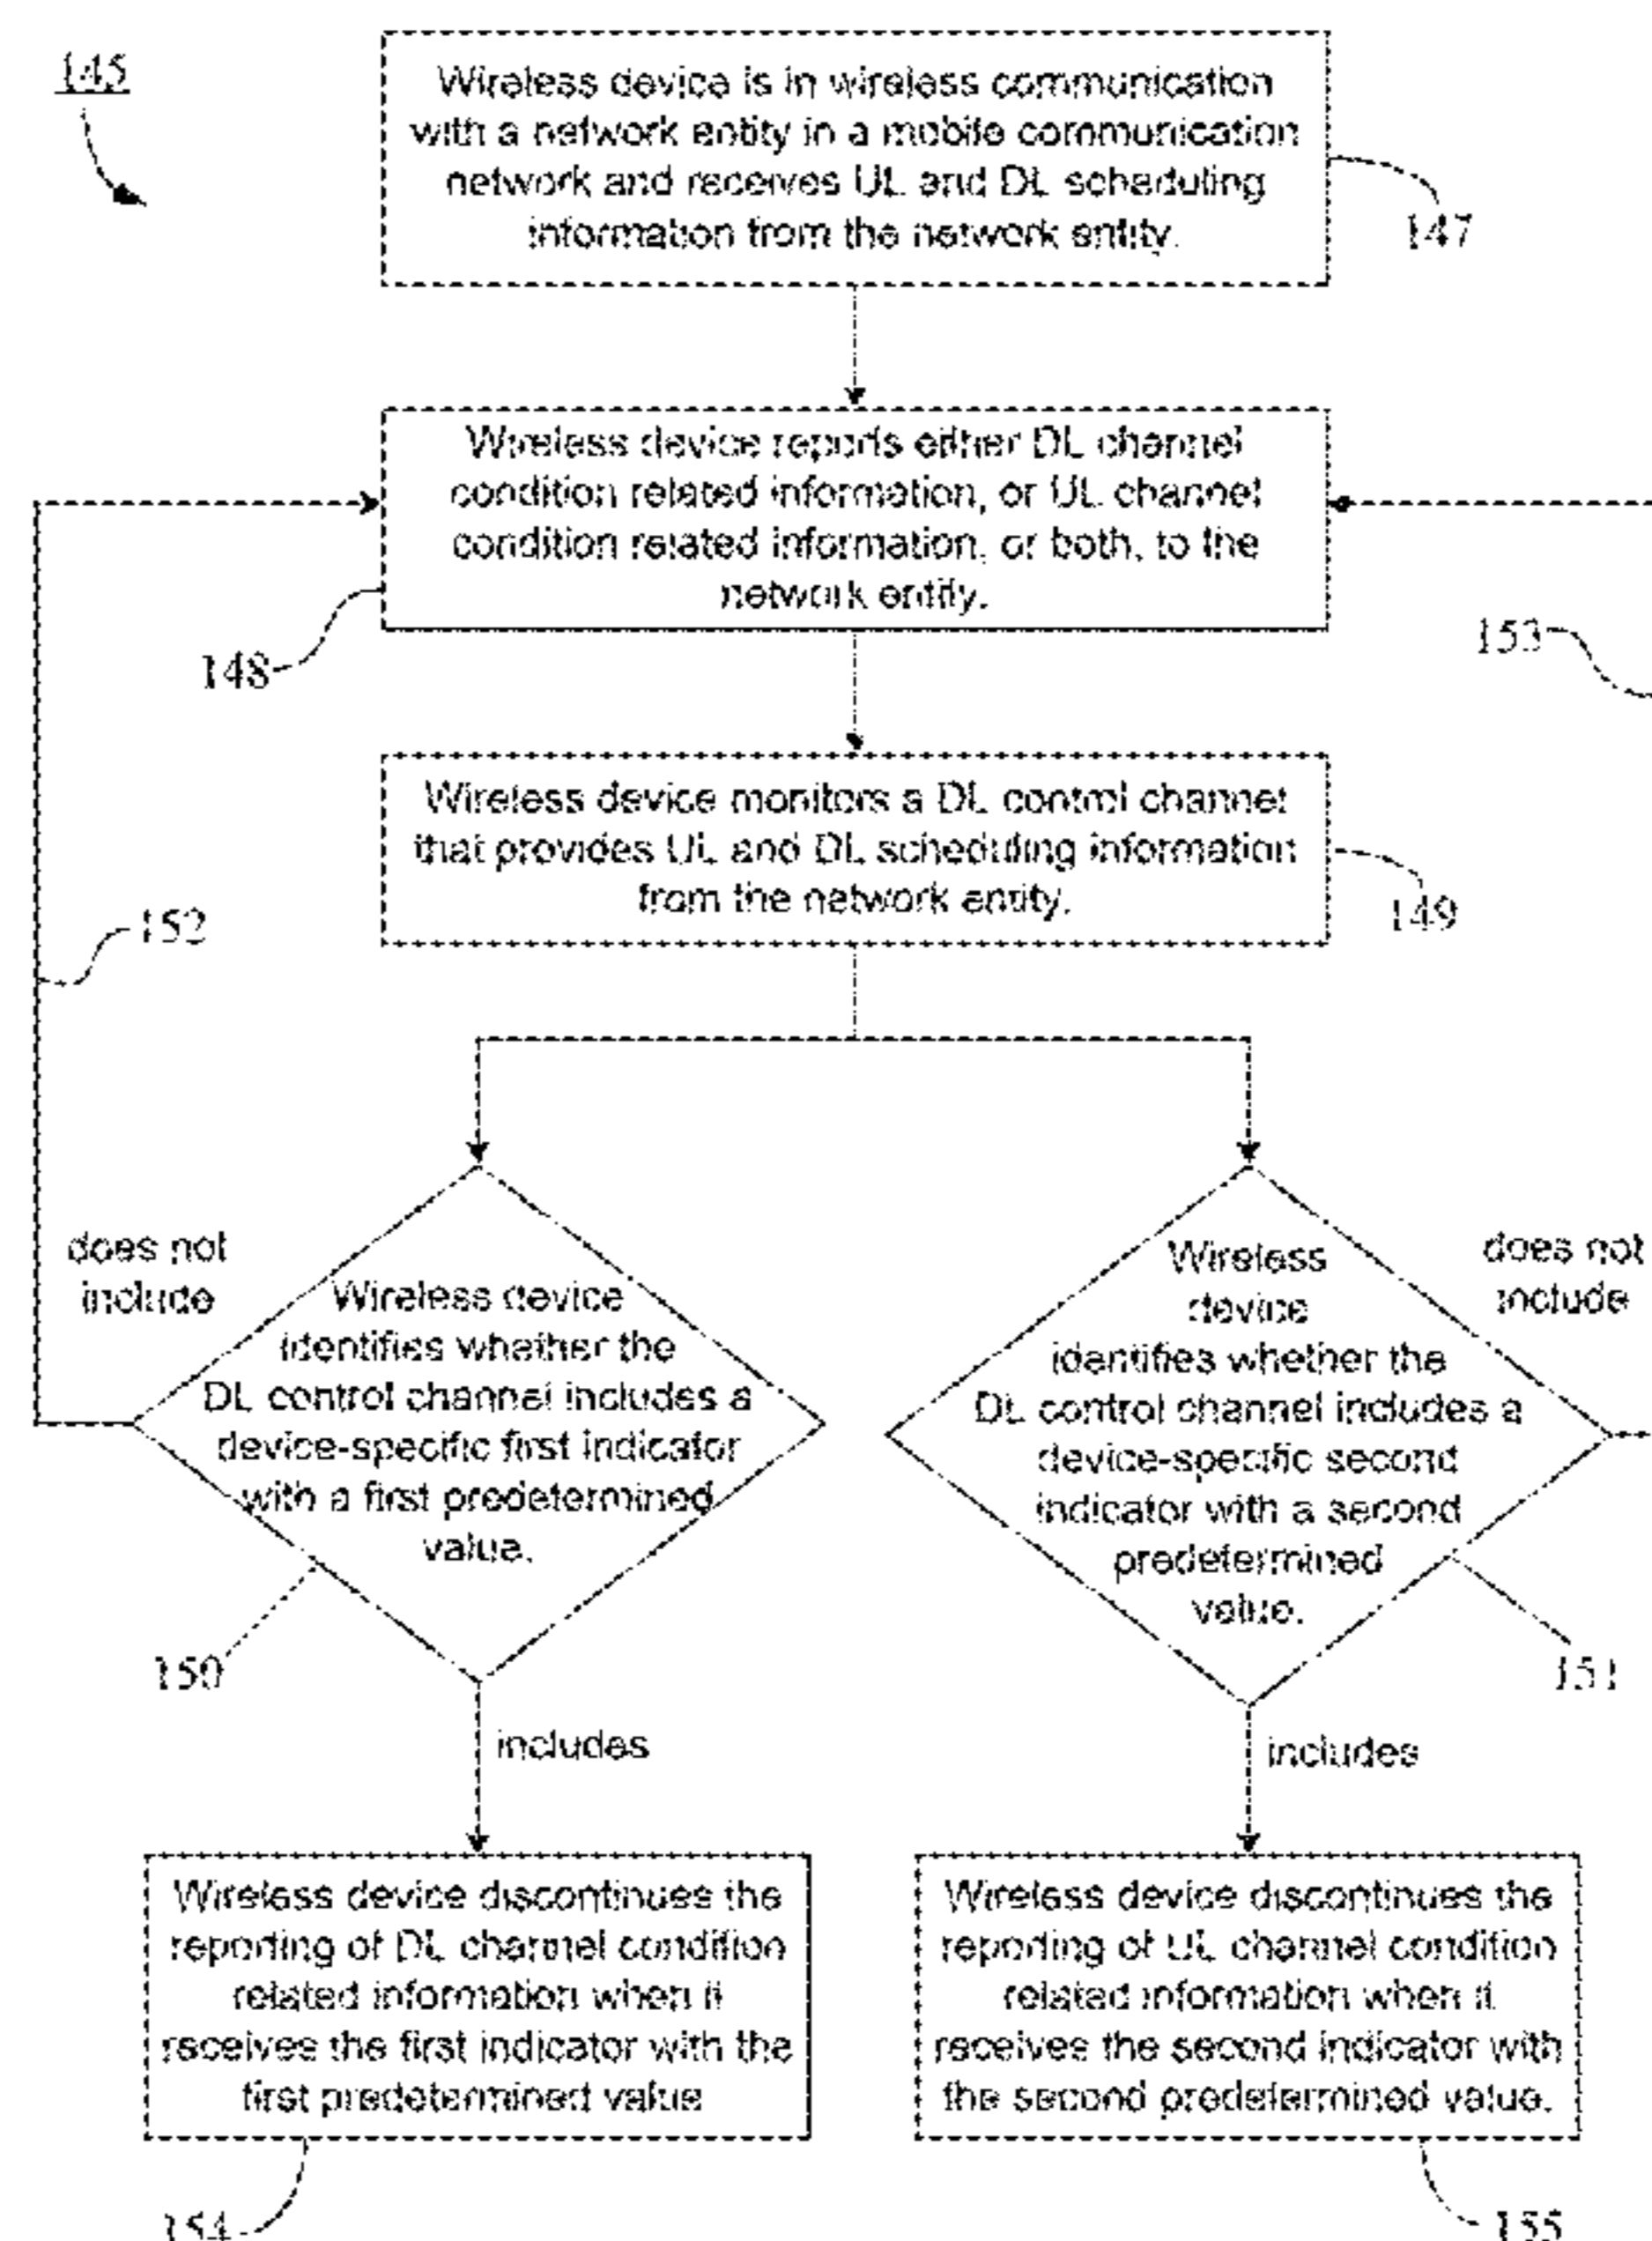 145
Wireless device is in wireless communication
with a network entity in a mobile communication
network and receives UL and DL scheduling
information from the network entity.
147
Wireless device reports either DL channel
condition related information, or UL channel
condition related information, or both, to the
network entity.
148
153
Wireless device monitors a DL control channel
that provides UL and DL scheduling information
from the network entity.
149
152
does not
include
Wireless device
identifies whether the
DL control channel includes a
device-specific first indicator
with a first predetermined
value.
150
includes
Wireless
device
identifies whether the
DL control channel includes a
device-specific second
indicator with a second
predetermined
value.
does not
include
151
includes
Wireless device discontinues the
reporting of DL channel condition
related information when it
receives the first indicator with the
first predetermined value
154
Wireless device discontinues the
reporting of UL channel condition
related information when it
receives the second indicator with
the second predetermined value.
155